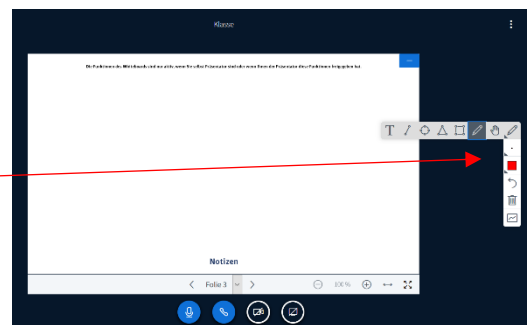 Klasse
Die Funktionen des Whiteboards sind nur aktiv, wenn Sie selbst Präsentator sind oder wenn Ihnen der Präsentator diese Funktionen freigegeben hat
T
Notizen
Folie 3
100 %